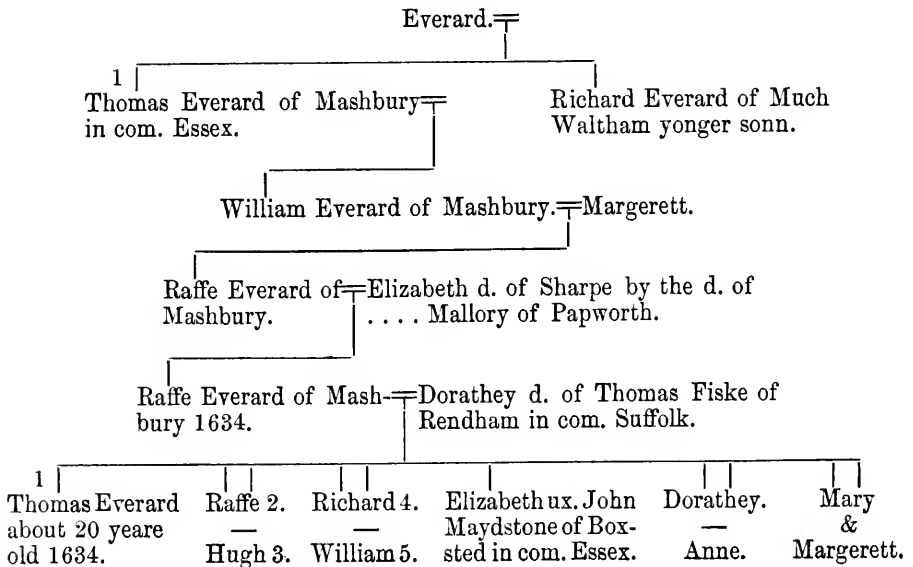 Everard.
1
Thomas Everard of Mashbury
in com. Essex.
Richard Everard of Much
Waltham yonger sonn.
William Everard of Mashbury. Margerett.
Raffe Everard of
Mashbury.
Elizabeth d. of Sharpe by the d. of
.... Mallory of Papworth.
Raffe Everard of Mash-
bury 1634.
Dorathey d. of Thomas Fiske of
Rendham in com. Suffolk.
1
Thomas Everard
about 20 yeare
old 1634.
Raffe 2.
—
Hugh 3.
Richard 4.
—
William 5.
Elizabeth ux. John
Maydstone of Box-
sted in com. Essex.
Dorathey.
—
Anne.
Mary
&
Margerett.